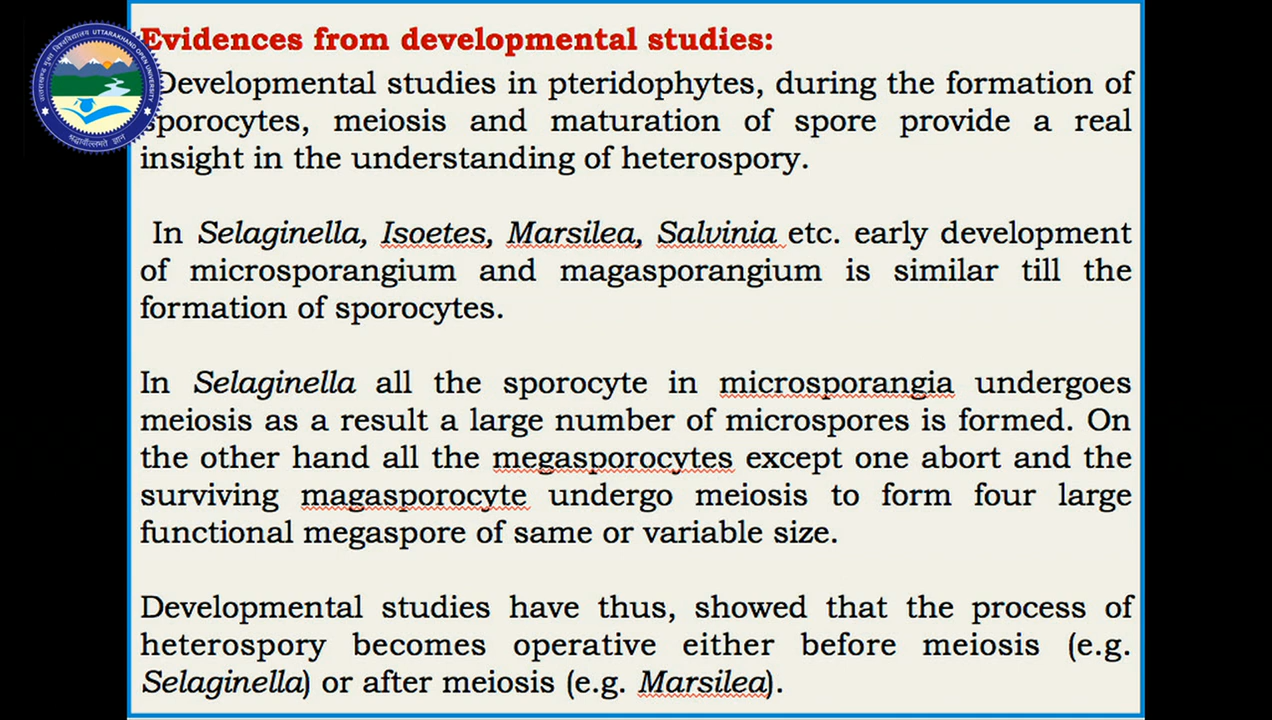 Evidences from developmental studies:
Developmental studies in pteridophytes, during the formation of
sporocytes, meiosis and maturation of spore provide a real
insight in the understanding of heterospory.
In Selaginella, Isoetes, Marsilea, Salvinia etc. early development
of microsporangium and magasporangium is similar till the
formation of sporocytes.
In Selaginella all the sporocyte in microsporangia undergoes
meiosis as a result a large number of microspores is formed. On
the other hand all the megasporocytes except one abort and the
surviving magasporocyte undergo meiosis to form four large
functional megaspore of same or variable size.
Developmental studies have thus, showed that the process of
heterospory becomes operative either before meiosis (e.g.
Selaginella) or after meiosis (e.g. Marsilea).
UTTARAKHAND OPEN UNIVERSITY